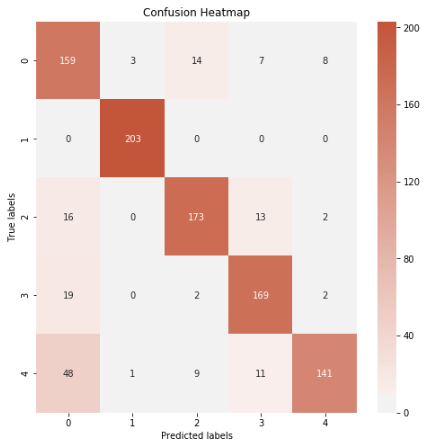 Confusion Heatmap
200
160
120
80
40
0
True labels
0 159 3 14 7 8
1 0 203 0 0 0
2 16 0 173 13 2
3 19 0 2 169 2
4 48 1 9 11 141
0 1 2 3 4
Predicted labels